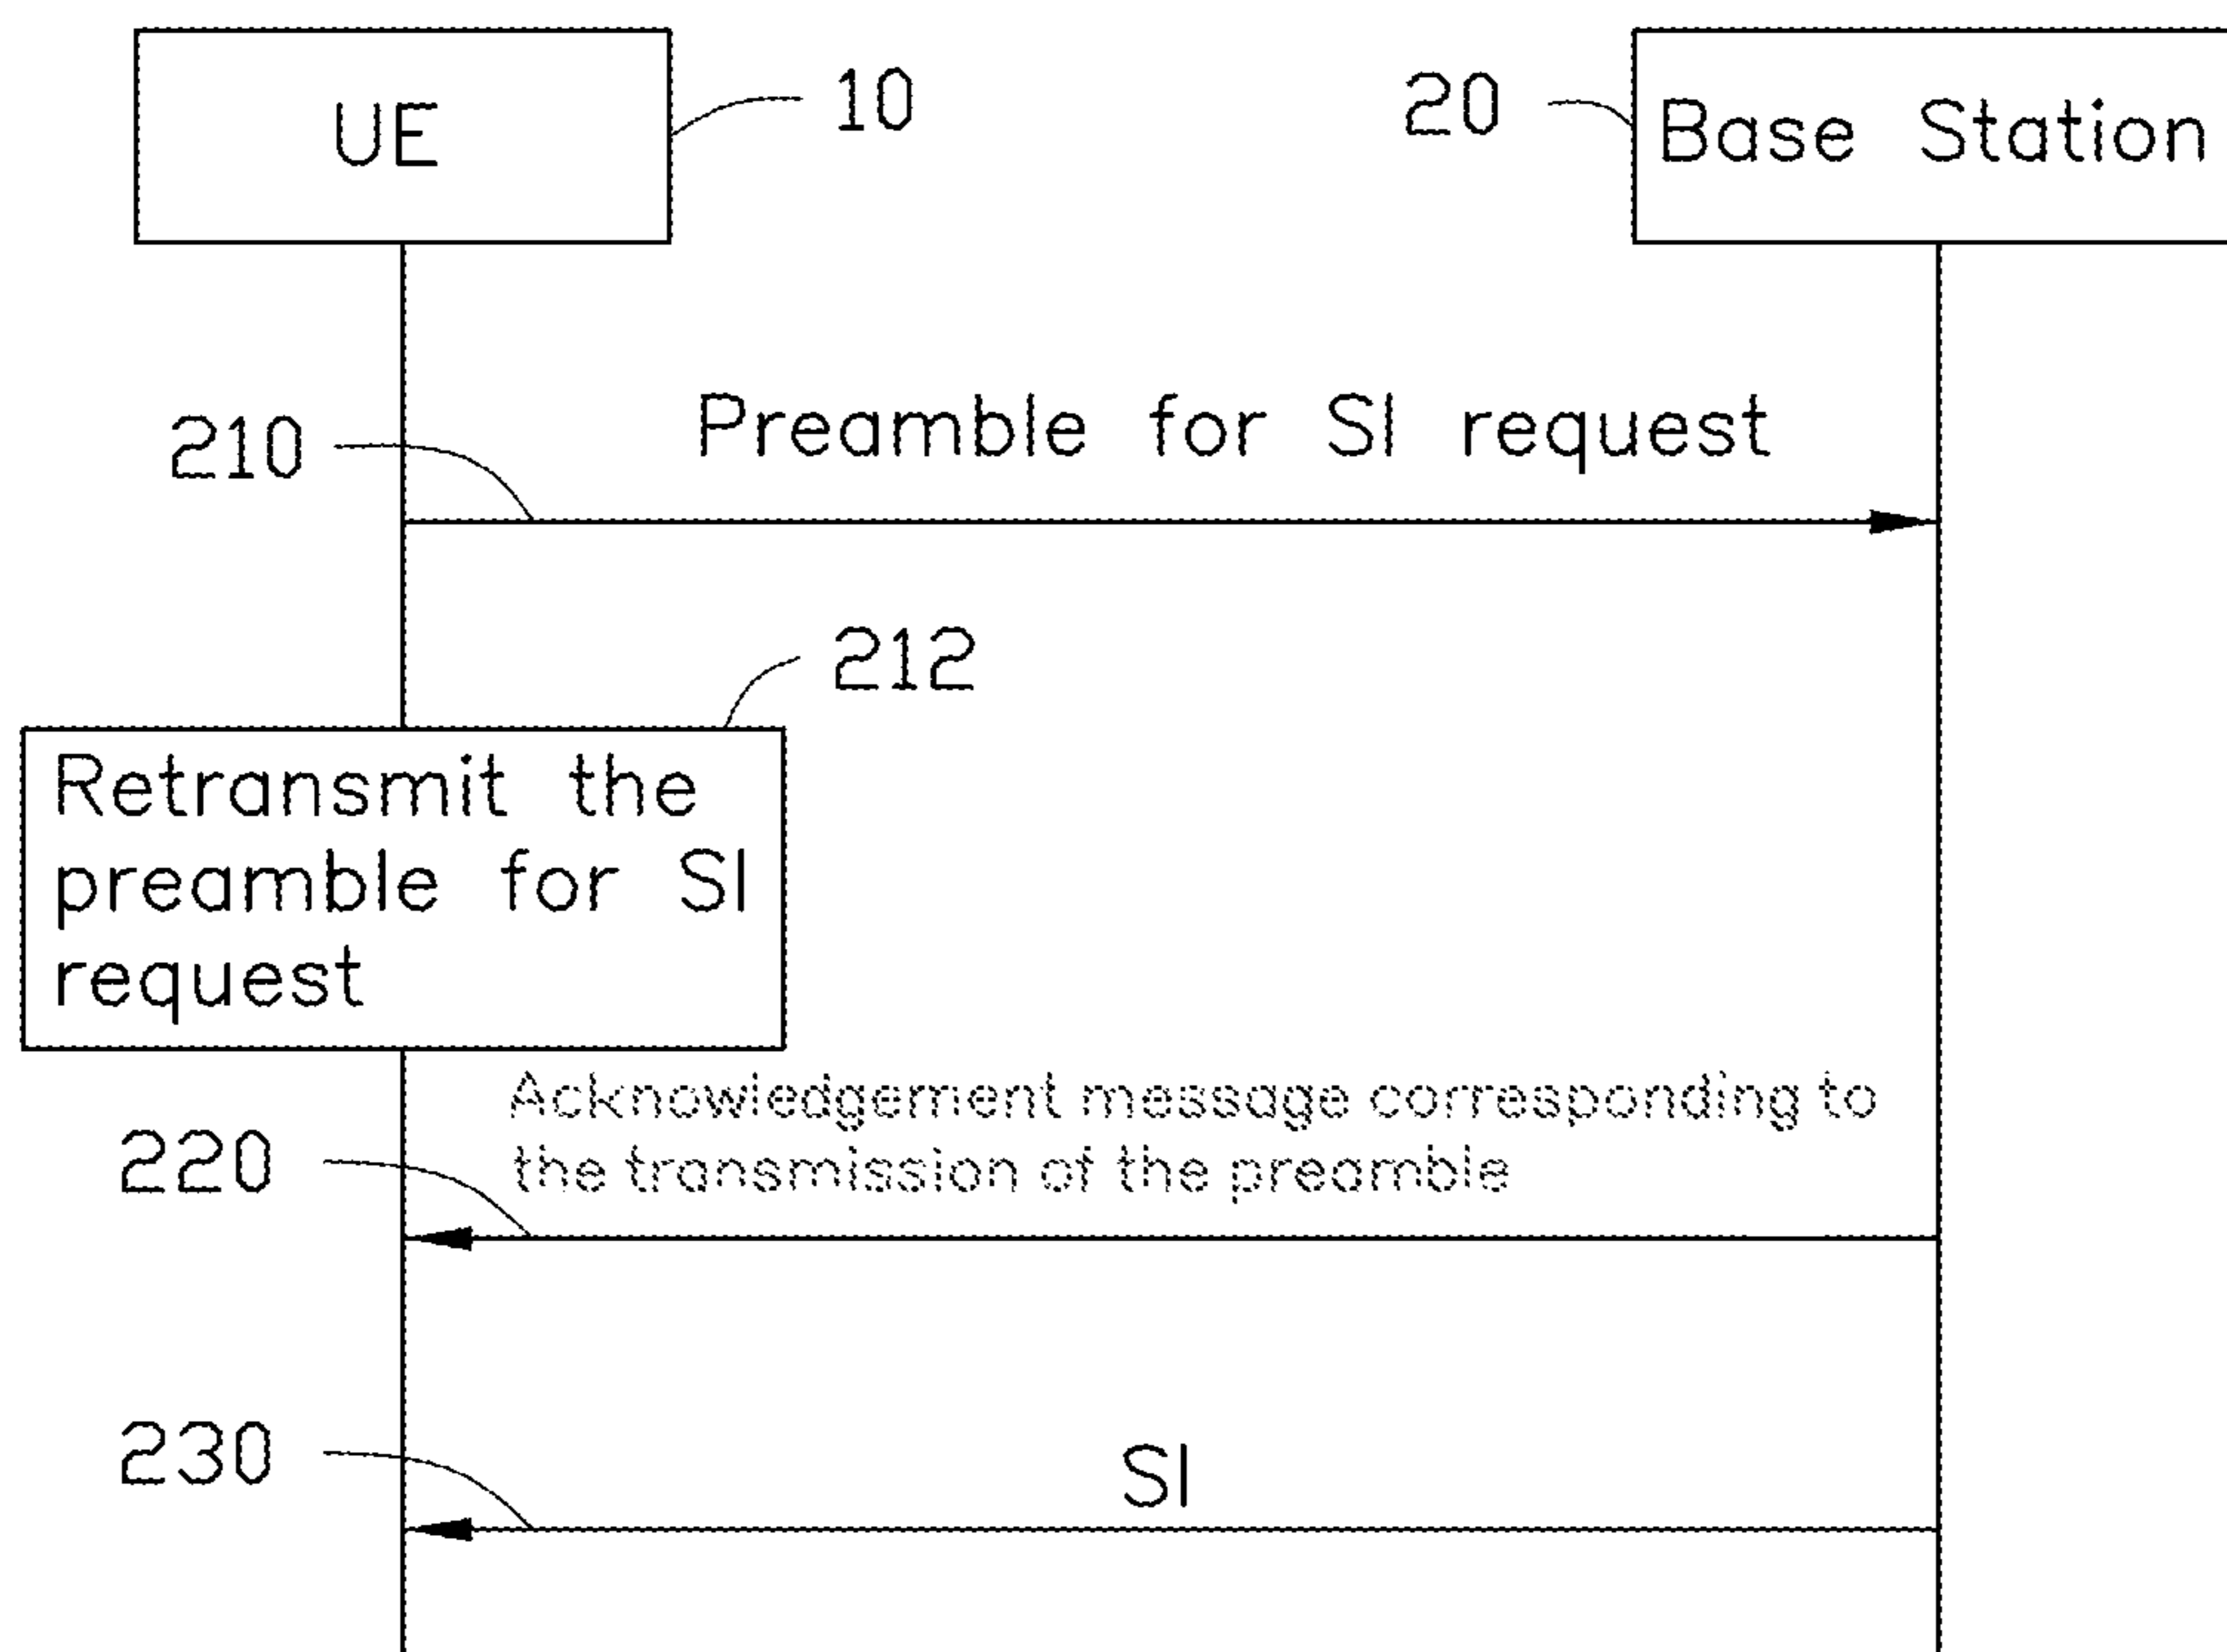 UE
10
20
Base Station
210
Preamble for SI request
212
Retransmit the
preamble for SI
request
Acknowledgement message corresponding to
the transmission of the preamble
220
230
SI